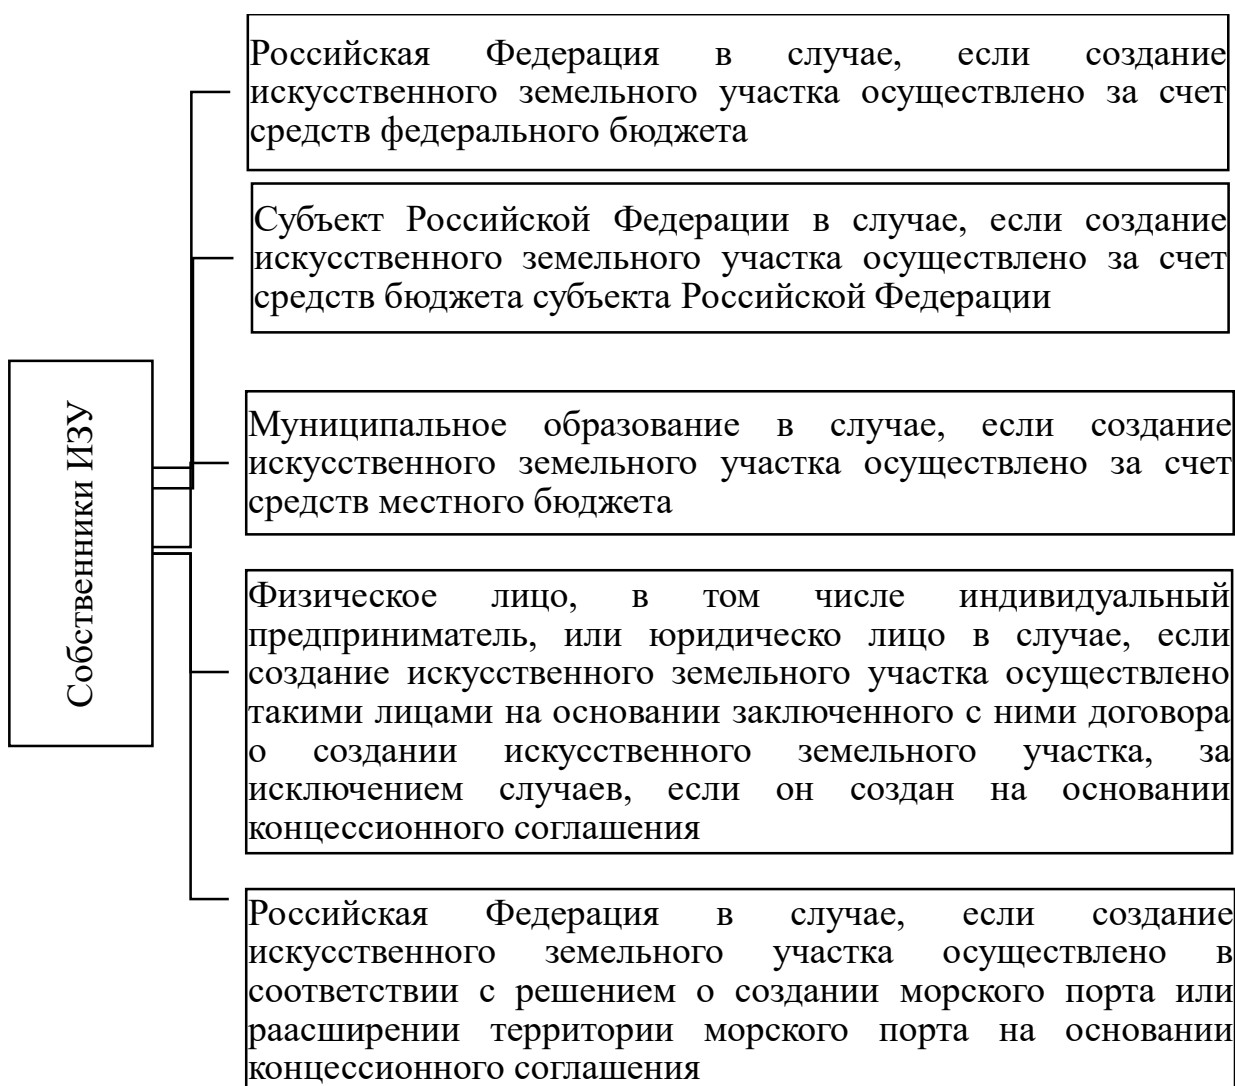 Собственники ИЗУ
Российская Федерация в случае, если создание
искусственного земельного участка осуществлено за счет
средств федерального бюджета
Субъект Российской Федерации в случае, если создание
искусственного земельного участка осуществлено за счет
средств бюджета субъекта Российской Федерации
Муниципальное образование в случае, если создание
искусственного земельного участка осуществлено за счет
средств местного бюджета
Физическое лицо, в том числе индивидуальный
предприниматель, или юридическо лицо в случае, если
создание искусственного земельного участка осуществлено
такими лицами на основании заключенного с ними договора
о создании искусственного земельного участка, за
исключением случаев, если он создан на основании
концессионного соглашения
Российская Федерация в случае, если создание
искусственного земельного участка осуществлено в
соответствии с решением о создании морского порта или
раасширении территории морского порта на основании
концессионного соглашения